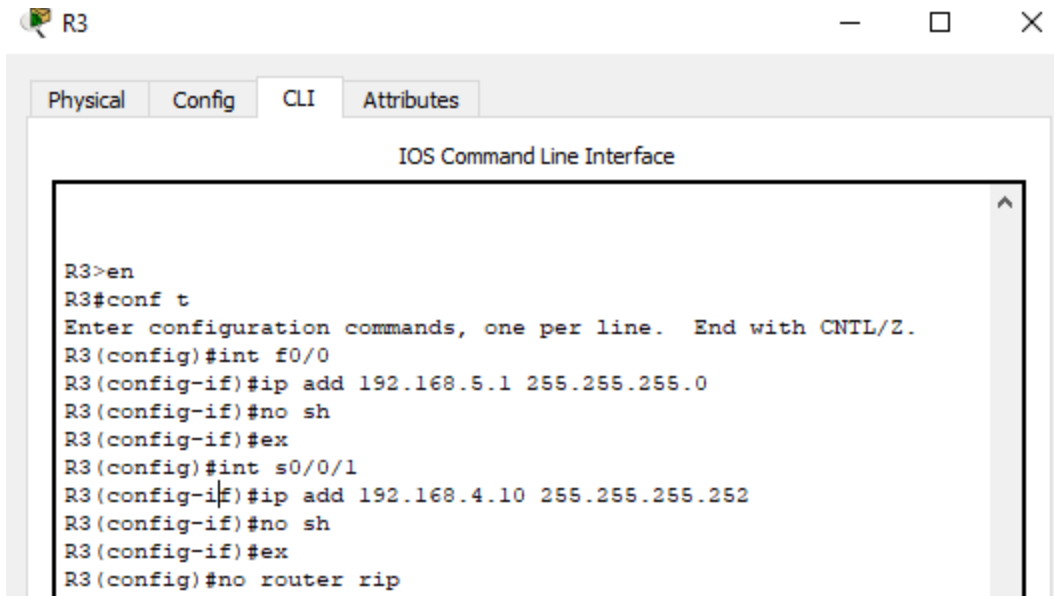 R3
Physical Config CLI Attributes
IOS Command Line Interface
R3>en
R3#conf t
Enter configuration commands, one per line.  End with CNTL/Z.
R3(config)#int f0/0
R3(config-if)#ip add 192.168.5.1 255.255.255.0
R3(config-if)#no sh
R3(config-if)#ex
R3(config)#int s0/0/1
R3(config-if)#ip add 192.168.4.10 255.255.255.252
R3(config-if)#no sh
R3(config-if)#ex
R3(config)#no router rip